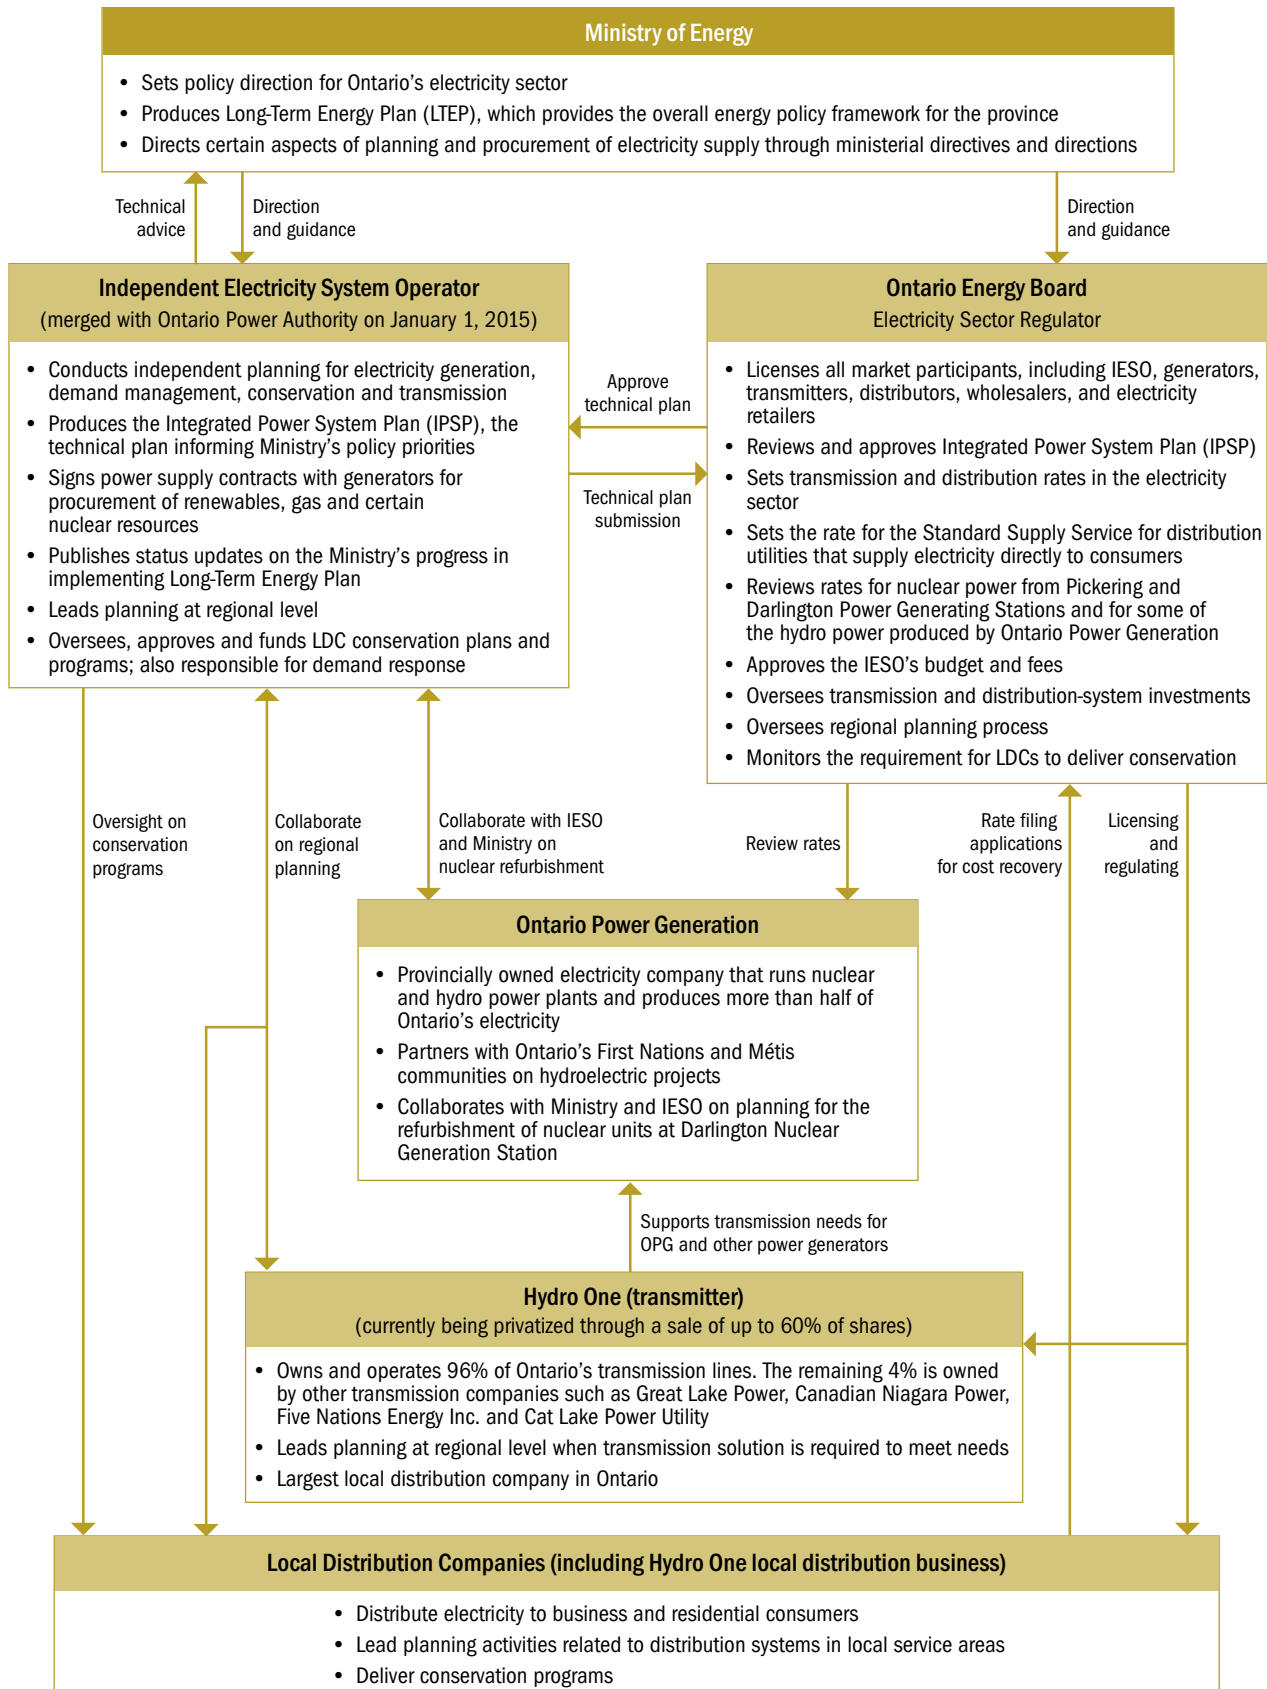 Ministry of Energy
• Sets policy direction for Ontario's electricity sector
• Produces Long-Term Energy Plan (LTEP), which provides the overall energy policy framework for the province
• Directs certain aspects of planning and procurement of electricity supply through ministerial directives and directions
Technical
advice
Direction
and guidance
Direction
and guidance
Independent Electricity System Operator
(merged with Ontario Power Authority on January 1, 2015)
• Conducts independent planning for electricity generation,
demand management, conservation and transmission
• Produces the Integrated Power System Plan (IPSP), the
technical plan informing Ministry's policy priorities
• Signs power supply contracts with generators for
procurement of renewables, gas and certain
nuclear resources
• Publishes status updates on the Ministry's progress in
implementing Long-Term Energy Plan
• Leads planning at regional level
• Oversees, approves and funds LDC conservation plans and
programs; also responsible for demand response
Approve
technical plan
Technical plan
submission
Ontario Energy Board
Electricity Sector Regulator
• Licenses all market participants, including IESO, generators,
transmitters, distributors, wholesalers, and electricity
retailers
• Reviews and approves Integrated Power System Plan (IPSP)
• Sets transmission and distribution rates in the electricity
sector
• Sets the rate for the Standard Supply Service for distribution
utilities that supply electricity directly to consumers
• Reviews rates for nuclear power from Pickering and
Darlington Power Generating Stations and for some of
the hydro power produced by Ontario Power Generation
• Approves the IESO's budget and fees
• Oversees transmission and distribution-system investments
• Oversees regional planning process
• Monitors the requirement for LDCs to deliver conservation
Oversight on
conservation
programs
Collaborate
on regional
planning
Collaborate with IESO
and Ministry on
nuclear refurbishment
Review rates
Rate filing
applications
for cost recovery
Licensing
and
regulating
Ontario Power Generation
• Provincially owned electricity company that runs nuclear
and hydro power plants and produces more than half of
Ontario's electricity
• Partners with Ontario's First Nations and Métis
communities on hydroelectric projects
• Collaborates with Ministry and IESO on planning for the
refurbishment of nuclear units at Darlington Nuclear
Generation Station
Supports transmission needs for
OPG and other power generators
Hydro One (transmitter)
(currently being privatized through a sale of up to 60% of shares)
• Owns and operates 96% of Ontario's transmission lines. The remaining 4% is owned
by other transmission companies such as Great Lake Power, Canadian Niagara Power,
Five Nations Energy Inc. and Cat Lake Power Utility
• Leads planning at regional level when transmission solution is required to meet needs
• Largest local distribution company in Ontario
Local Distribution Companies (including Hydro One local distribution business)
• Distribute electricity to business and residential consumers
• Lead planning activities related to distribution systems in local service areas
• Deliver conservation programs